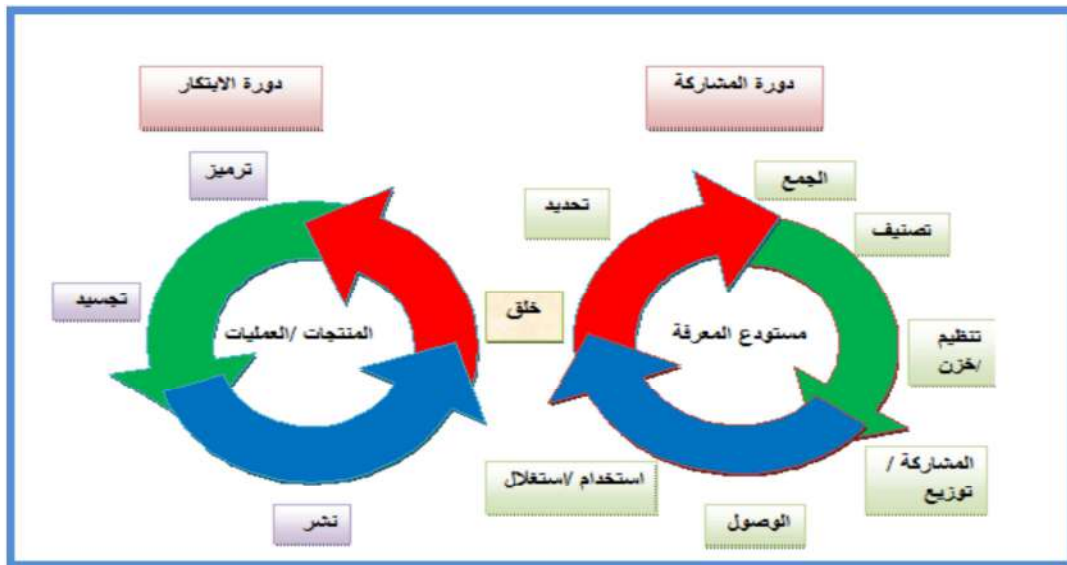 دورة المشاركة
دورة الابتكار
الجمع
ترميز
تحديد
تصنيف
تجسيد
خلق
مستودع المعرفة
المنتجات /العمليات
تنظيم
/خزن
المشاركة /
توزيع
استخدام /استغلال
الوصول
نشر